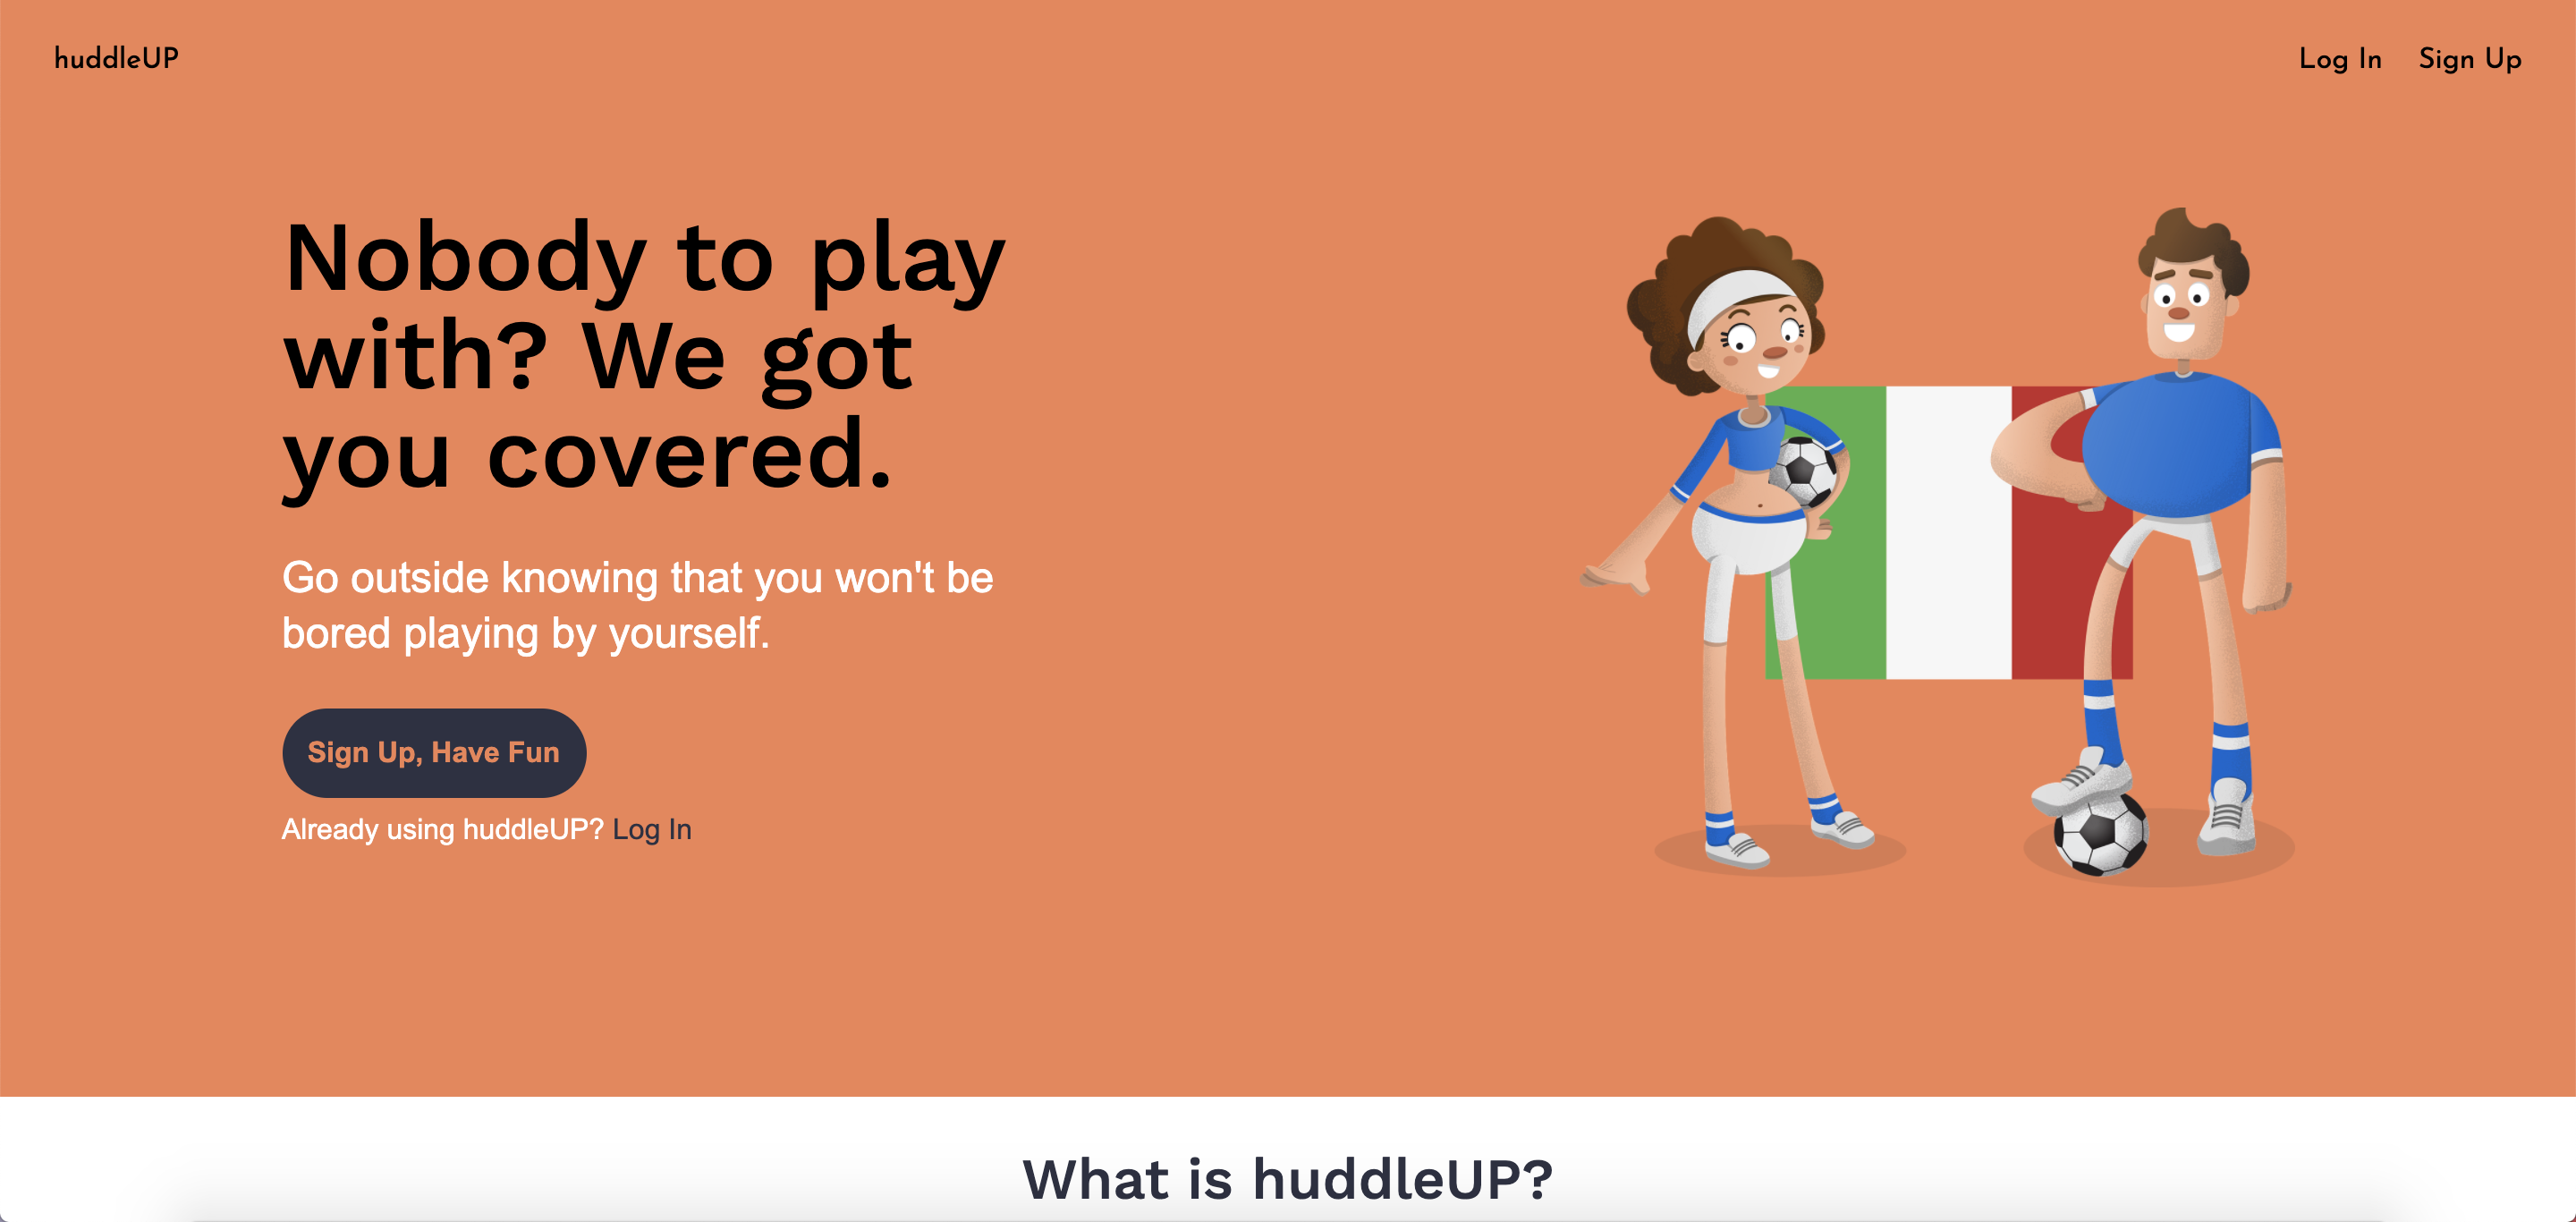 huddleUP
Log In
Sign Up
Nobody to play
with? We got
you covered.
Go outside knowing that you won't be
bored playing by yourself.
Sign Up, Have Fun
Already using huddleUP? Log In
What is huddleUP?